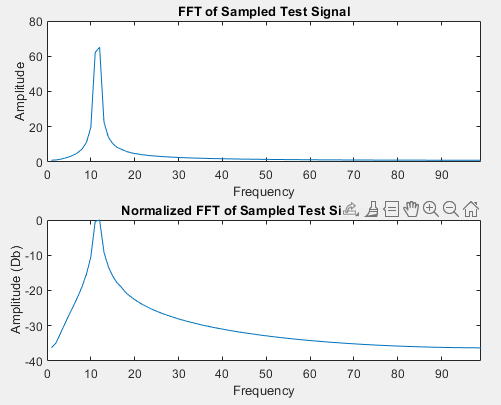 FFT of Sampled Test Signal
80
60
40
20
0
Amplitude
0 10 20 30 40 50 60 70 80 90
Frequency
Normalized FFT of Sampled Test Si
0
-10
-20
-30
-40
Amplitude (Db)
0 10 20 30 40 50 60 70 80 90
Frequency